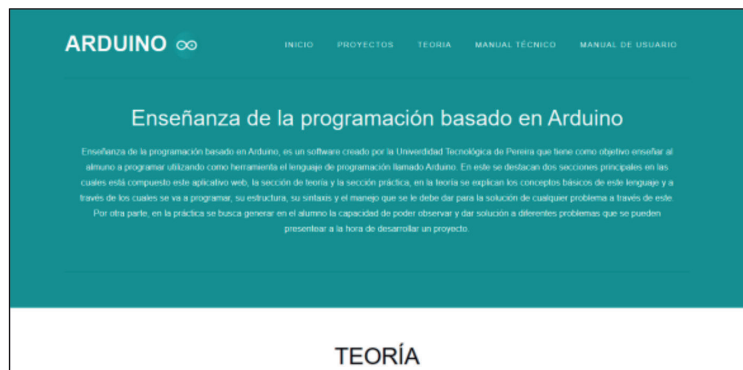 ARDUINO
INICIO PROYECTOS TEORIA MANUAL TÉCNICO MANUAL DE USUARIO
Enseñanza de la programación basado en Arduino
Enseñanza de la programación basado en Arduino, es un software creado por la Univerdidad Tecnológica de Pereira que tiene como objetivo enseñar al
almuno a programar utilizando como herramienta el lenguaje de programación llamado Arduino. En este se destacan dos secciones principales en las
cuales está compuesto este aplicativo web, la sección de teoría y la sección práctica, en la teoría se explican los conceptos básicos de este lenguaje y a
través de los cuales se va a programar, su estructura, su sintaxis y el manejo que se le debe dar para la solución de cualquier problema a través de este.
Por otra parte, en la práctica se busca generar en el alumno la capacidad de poder observar y dar solución a diferentes problemas que se pueden
presentear a la hora de desarrollar un proyecto.
TEORÍA